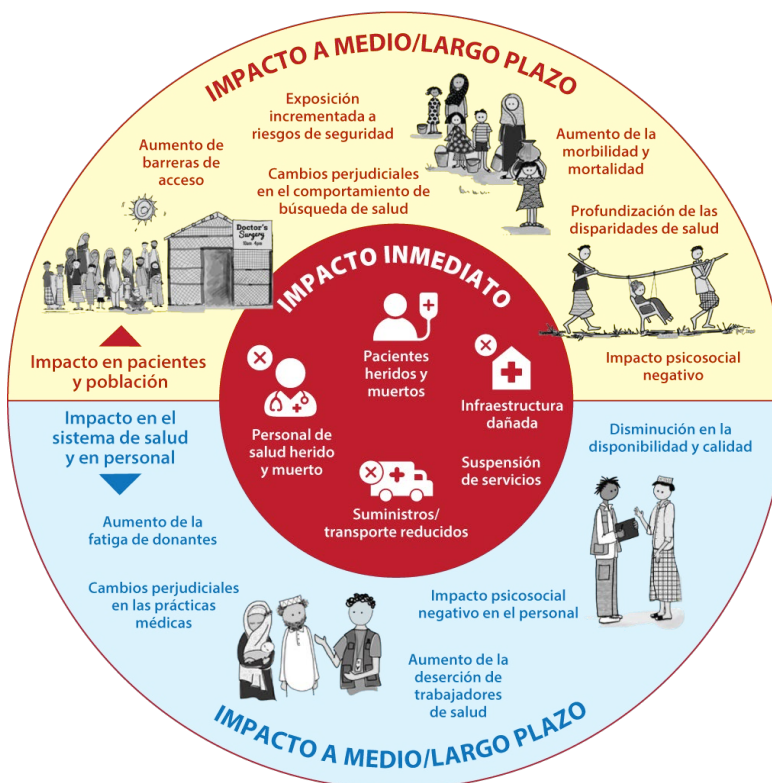 IMPACTO A MEDIO/LARGO PLAZO
Exposición
incrementada a
riesgos de seguridad
Aumento de
barreras de
acceso
Cambios perjudiciales
en el comportamiento de
búsqueda de salud
Aumento de la
morbilidad y
mortalidad
Profundización de las
disparidades de salud
Doctor's
Surgery
Impacto psicosocial
negativo
Impacto en pacientes
y población
IMPACTO INMEDIATO
Pacientes
heridos y
muertos
Personal de
salud herido
y muerto
Infraestructura
dañada
Suspensión
de servicios
Suministros/
transporte reducidos
Impacto en el
sistema de salud
y en personal
Disminución en la
disponibilidad y calidad
Aumento de la
fatiga de donantes
Cambios perjudiciales
en las prácticas
médicas
Impacto psicosocial
negativo en el personal
Aumento de la
deserción de
trabajadores
de salud
IMPACTO A MEDIO/LARGO PLAZO